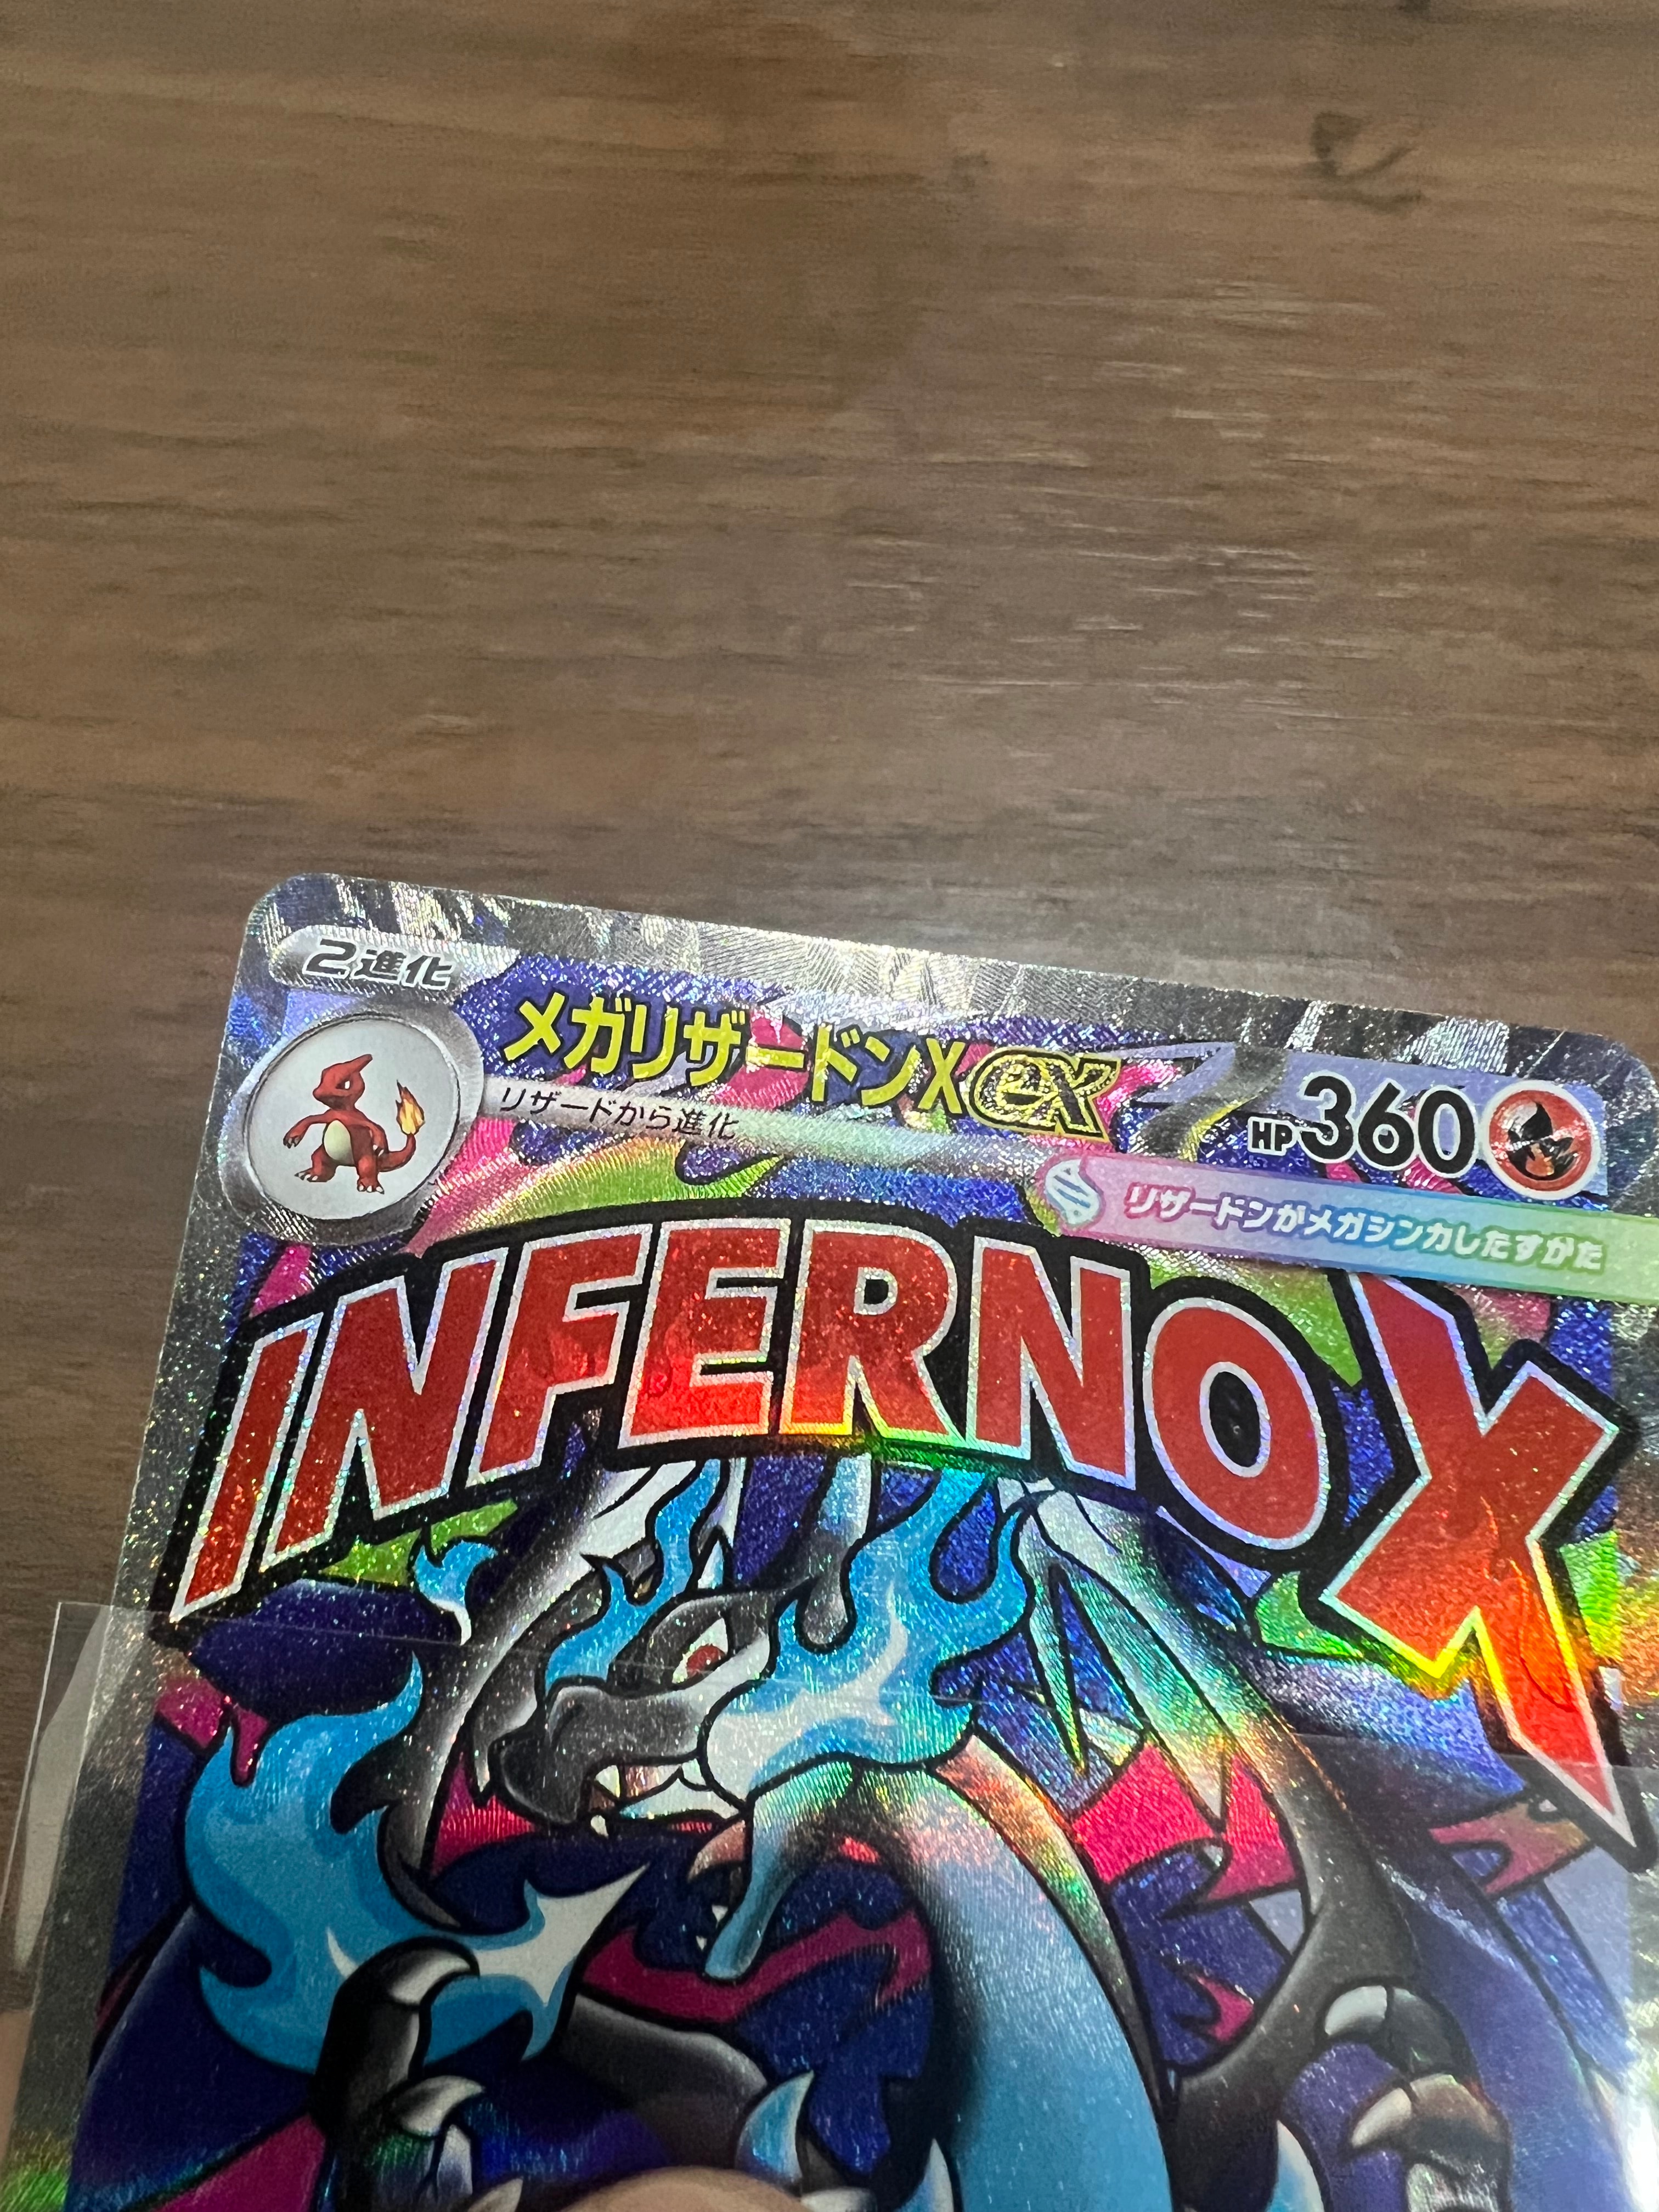 2進化
メガリザードンXex
HP360
リザードから進化
リザードンがメガシンカしたすがた
INFERNO X